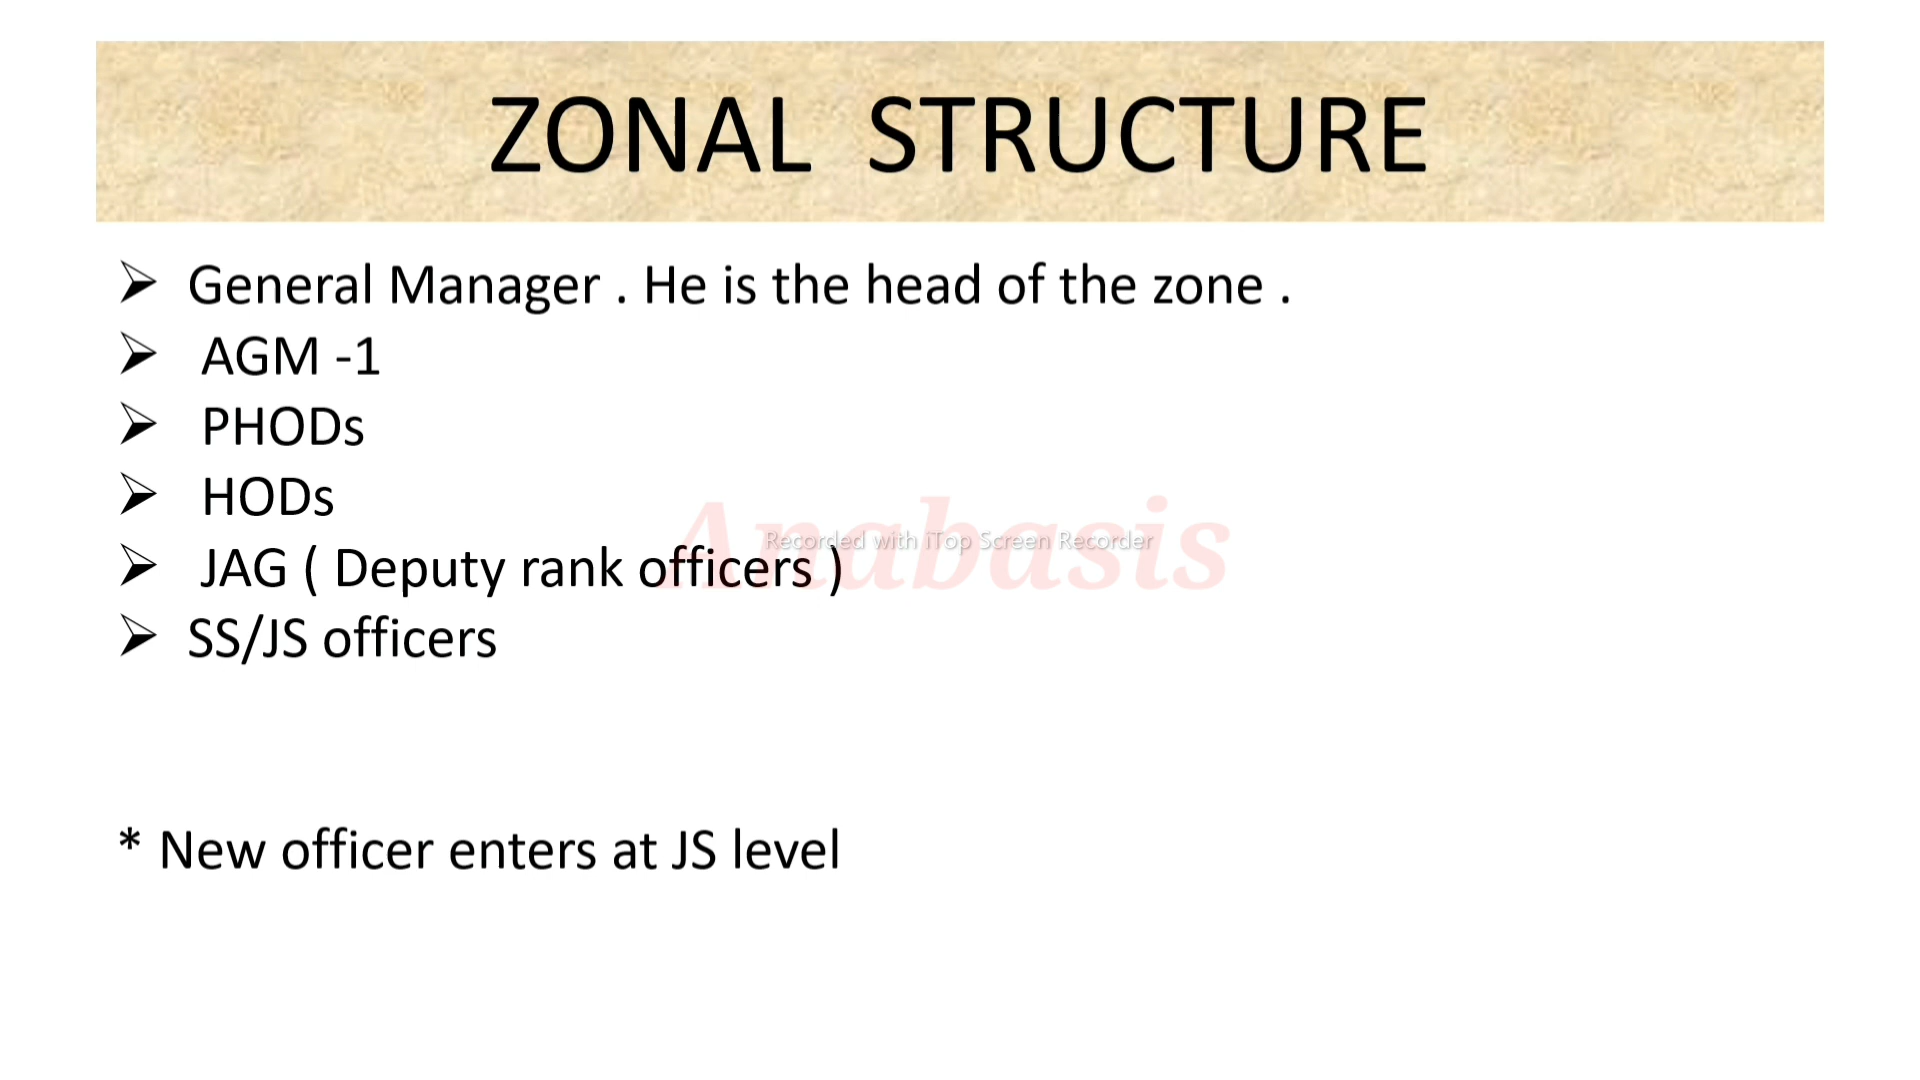 ZONAL STRUCTURE
➢ General Manager . He is the head of the zone .
➢ AGM -1
➢ PHODs
➢ HODs
➢ JAG ( Deputy rank officers )
➢ SS/JS officers
Anabasis
Recorded with iTop Screen Recorder
* New officer enters at JS level